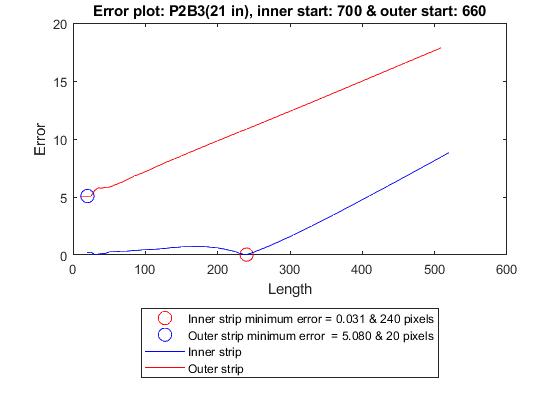 Error plot: P2B3(21 in), inner start: 700 & outer start: 660
20
15
10
5
0
Error
0 100 200 300 400 500 600
Length
Inner strip minimum error = 0.031 & 240 pixels
Outer strip minimum error = 5.080 & 20 pixels
Inner strip
Outer strip